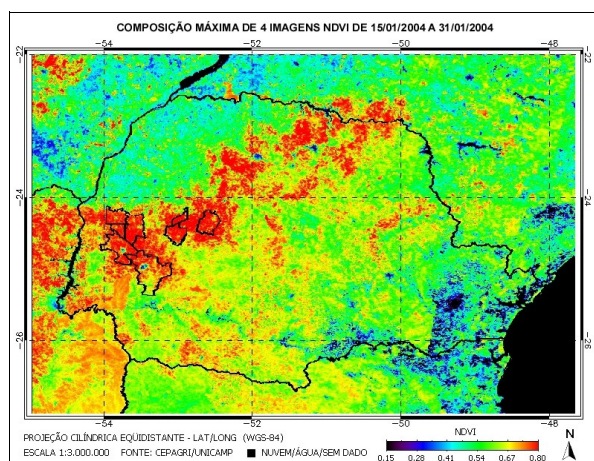 COMPOSIÇÃO MÁXIMA DE 4 IMAGENS NDVI DE 15/01/2004 A 31/01/2004
-54 -52 -50 -48
-22 -22
-24 -24
-26 -26
-54 -52 -50 -48
PROJEÇÃO CILÍNDRICA EQÜIDISTANTE - LAT/LONG (WGS-84)
ESCALA 1:3.000.000 FONTE: CEPAGRI/UNICAMP NUVEM/ÁGUA/SEM DADO
NDVI
0.15 0.28 0.41 0.54 0.67 0.80
N